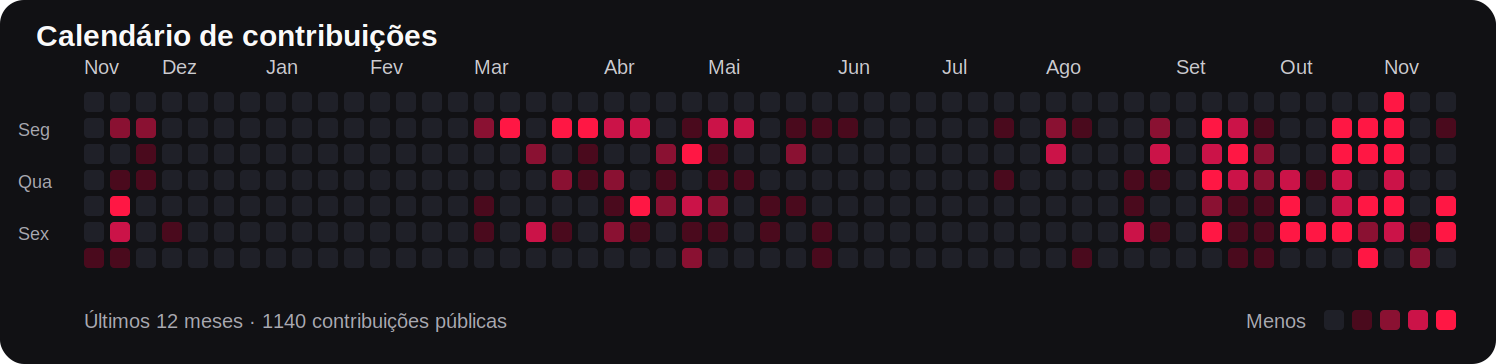 Calendário de contribuições
Nov Dez Jan Fev Mar Abr Mai Jun Jul Ago Set Out Nov
Seg
Qua
Sex
Últimos 12 meses · 1140 contribuições públicas
Menos